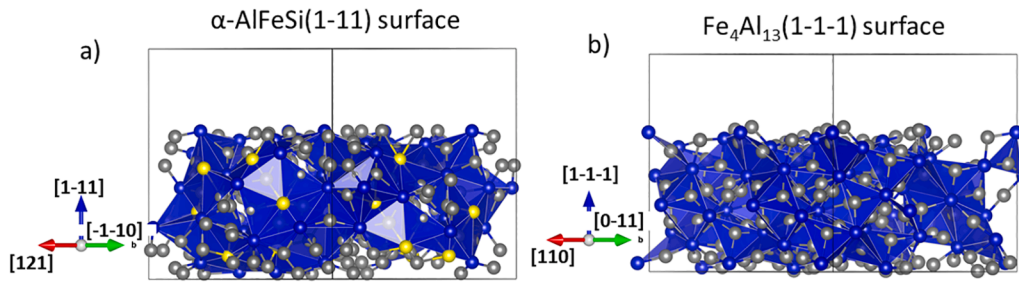 α-AlFeSi(1-11) surface
a)
[1-11]
[-1-10]
b
[121]
Fe₄Al₁₃(1-1-1) surface
b)
[1-1-1]
[0-11]
b
[110]